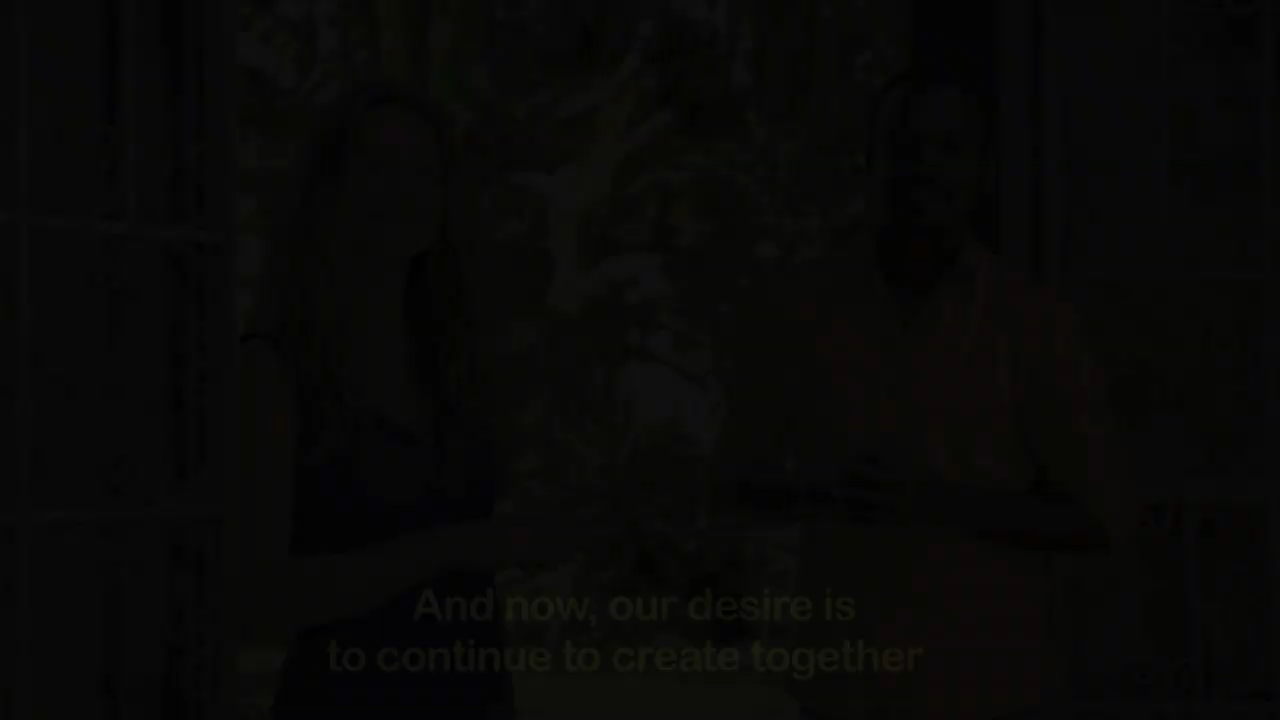 And now, our desire is
to continue to create together